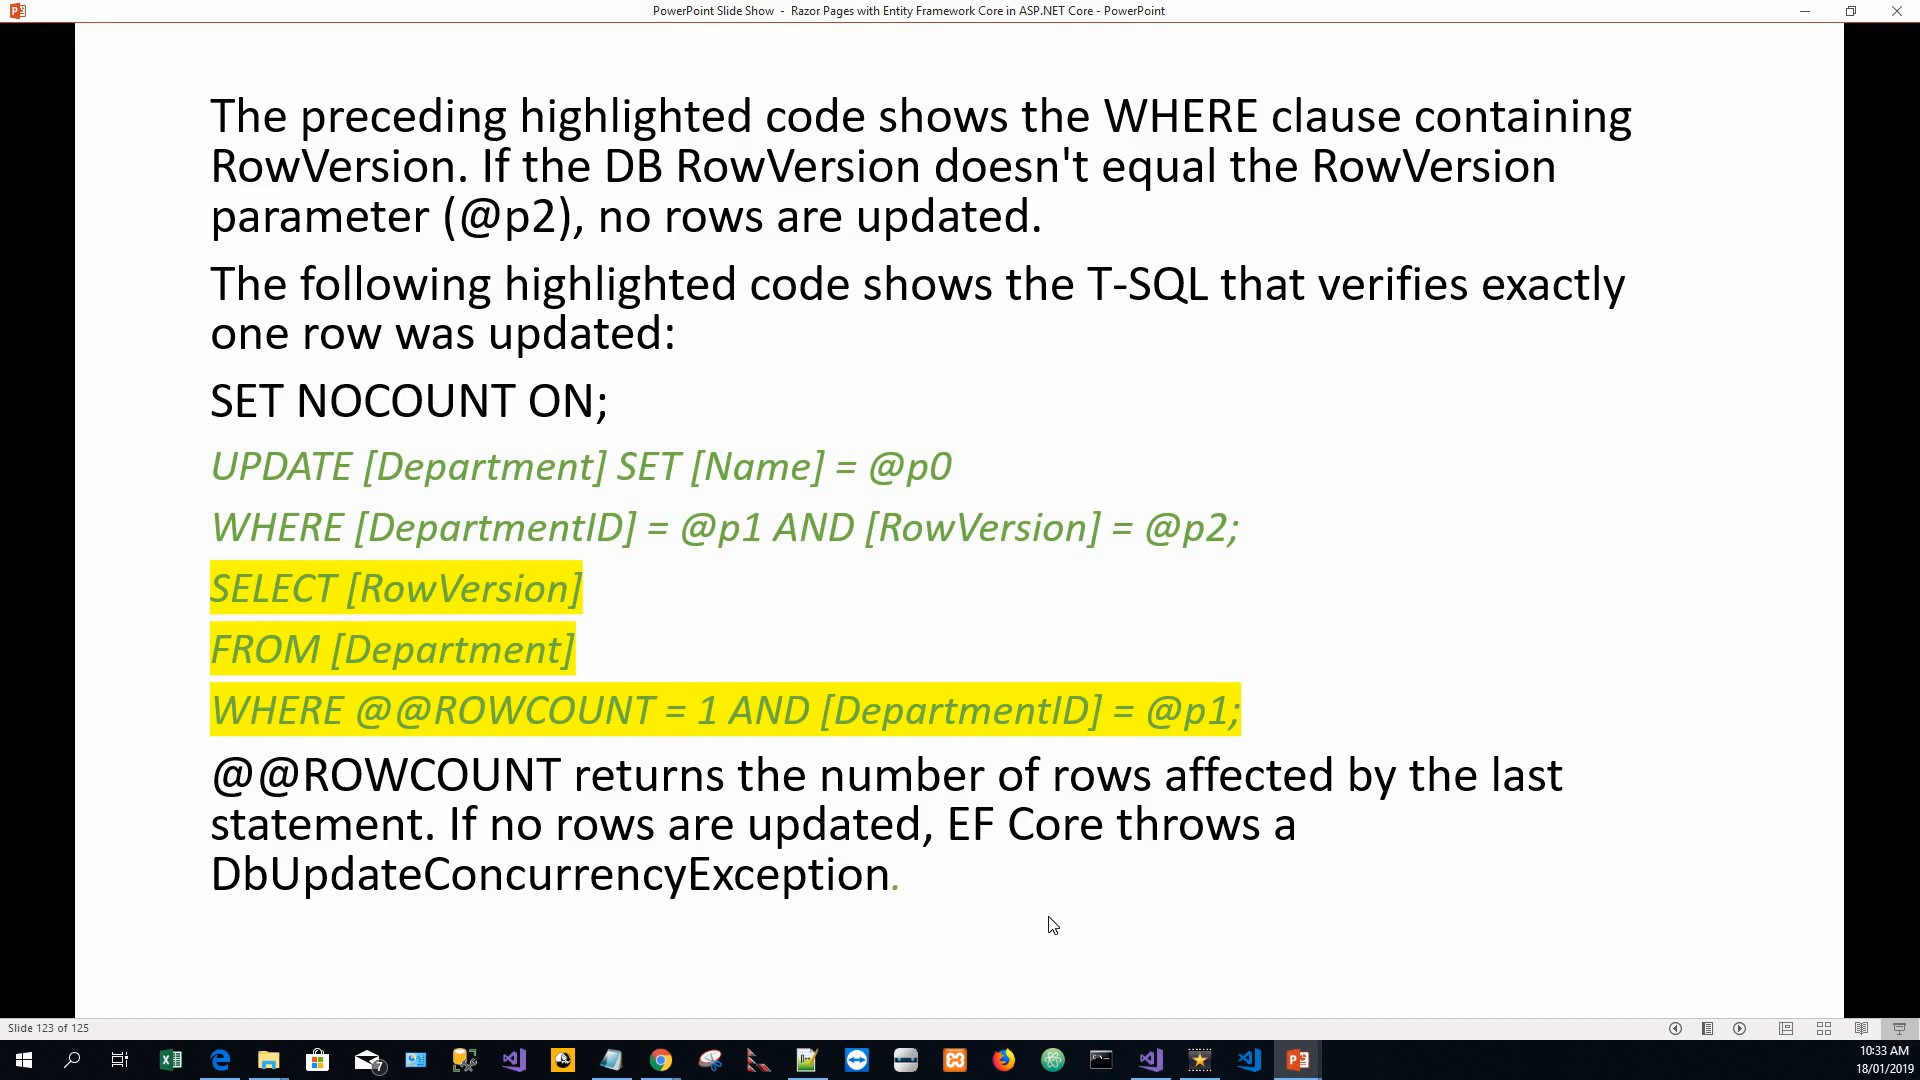 PowerPoint Slide Show - Razor Pages with Entity Framework Core in ASP.NET Core - PowerPoint
The preceding highlighted code shows the WHERE clause containing
RowVersion. If the DB RowVersion doesn't equal the RowVersion
parameter (@p2), no rows are updated.
The following highlighted code shows the T-SQL that verifies exactly
one row was updated:
SET NOCOUNT ON;
UPDATE [Department] SET [Name] = @p0
WHERE [DepartmentID] = @p1 AND [RowVersion] = @p2;
SELECT [RowVersion]
FROM [Department]
WHERE @@ROWCOUNT = 1 AND [DepartmentID] = @p1;
@@ROWCOUNT returns the number of rows affected by the last
statement. If no rows are updated, EF Core throws a
DbUpdateConcurrencyException.
Slide 123 of 125
7
10:33 AM
18/01/2019